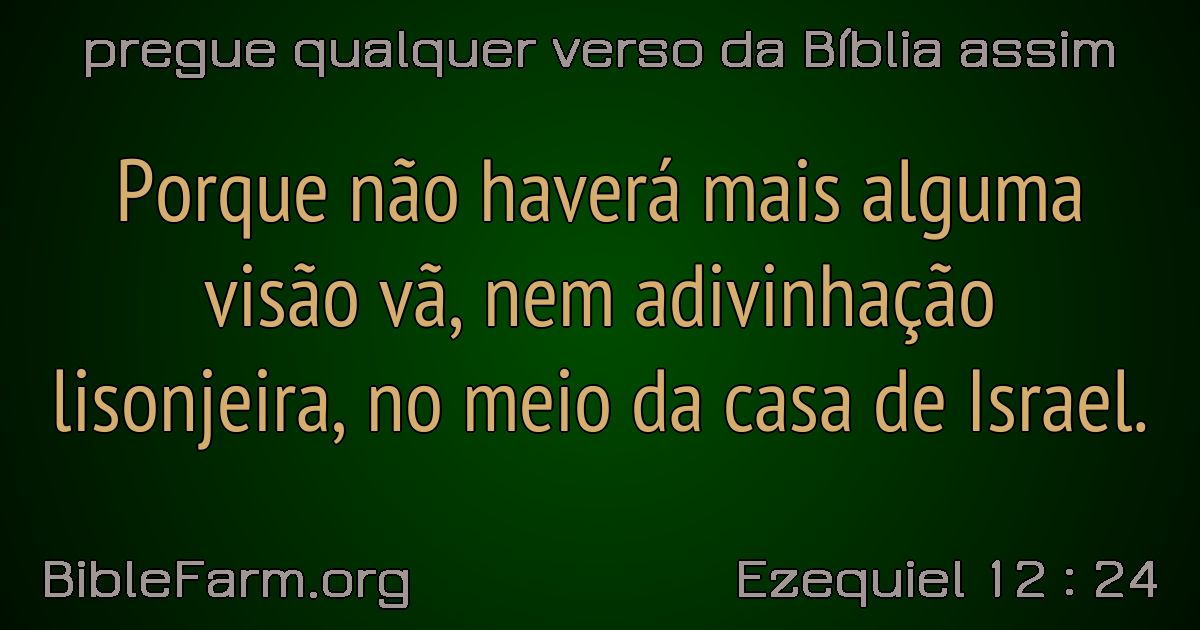 pregue qualquer verso da Bíblia assim
Porque não haverá mais alguma
visão vã, nem adivinhação
lisonjeira, no meio da casa de Israel.
BibleFarm.org
Ezequiel 12 : 24